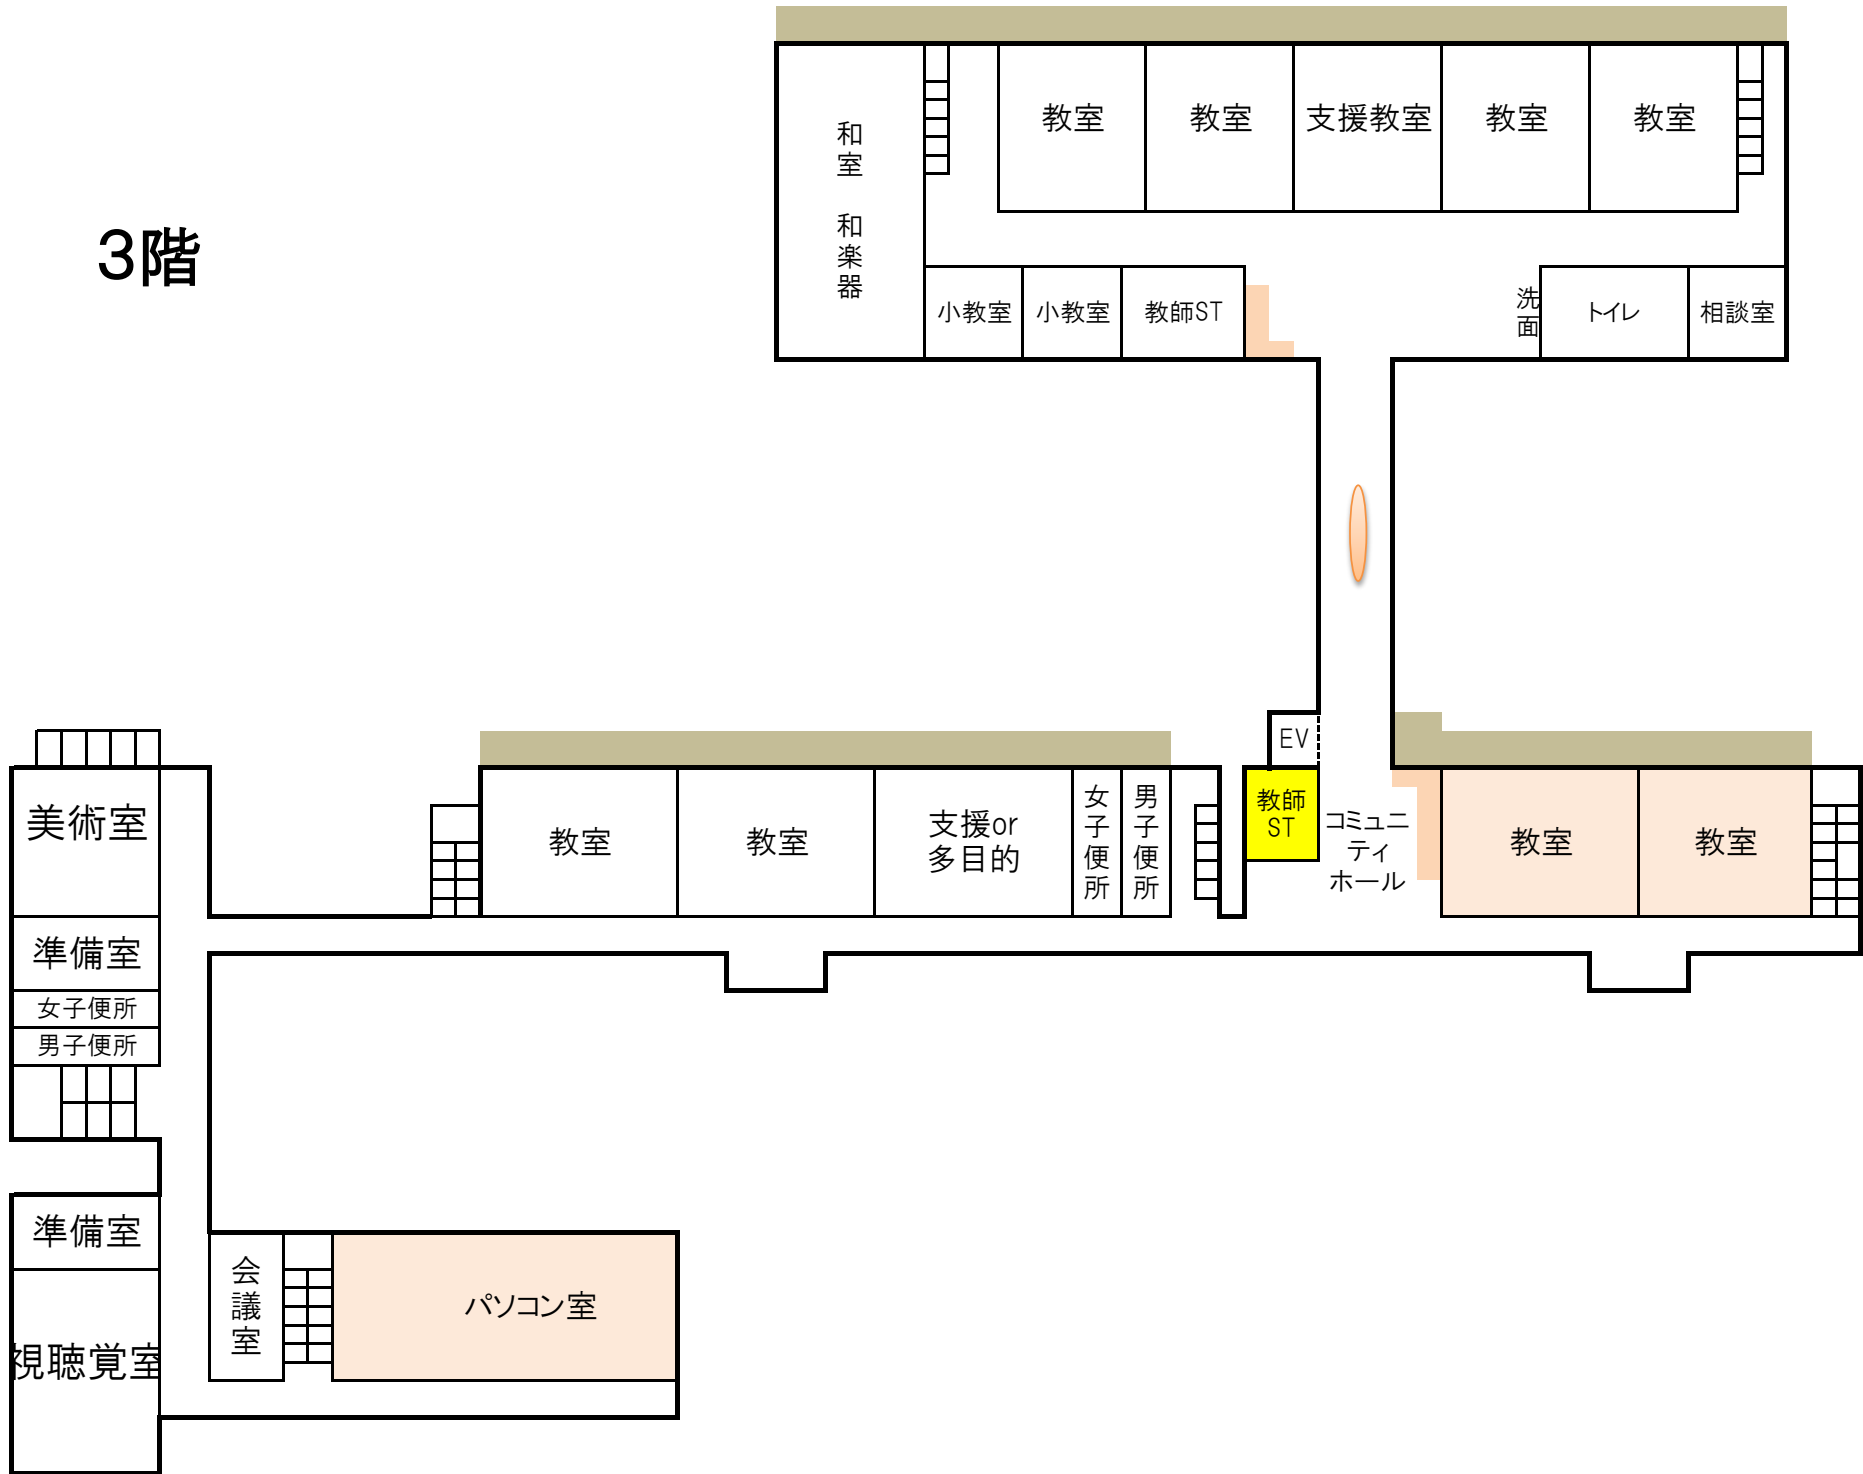 3階
和室 和楽器
教室
教室
支援教室
教室
教室
小教室
小教室
教師ST
洗面
トイレ
相談室
EV
美術室
教室
教室
支援or
多目的
女子便所
男子便所
教師
ST
コミュニ
ティ
ホール
教室
教室
準備室
女子便所
男子便所
準備室
会議室
パソコン室
視聴覚室